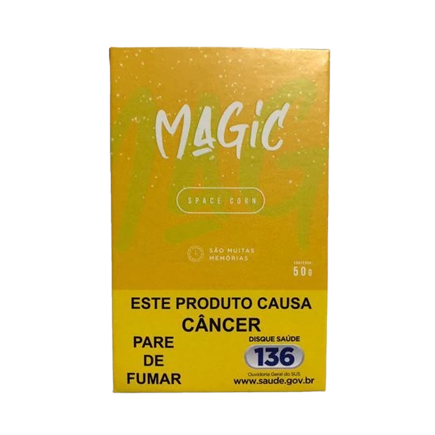 MAGIC
SPACE CORN
SÃO MUITAS
MEMÓRIAS
50g
ESTE PRODUTO CAUSA
CÂNCER
PARE
DE
FUMAR
DISQUE SAÚDE
136
Ouvidoria Geral do SUS
www.saude.gov.br